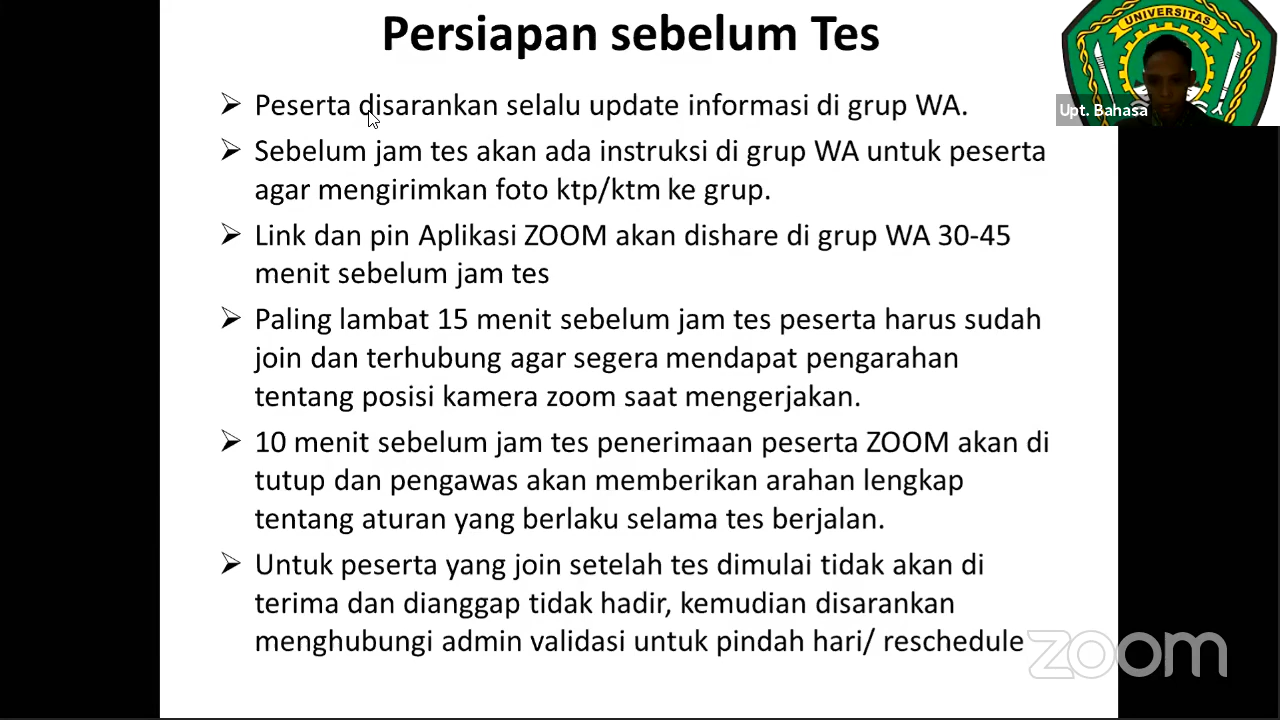 Persiapan sebelum Tes
UNIVERSITAS
Upt. Bahasa
Peserta disarankan selalu update informasi di grup WA.
Sebelum jam tes akan ada instruksi di grup WA untuk peserta
agar mengirimkan foto ktp/ktm ke grup.
Link dan pin Aplikasi ZOOM akan dishare di grup WA 30-45
menit sebelum jam tes
Paling lambat 15 menit sebelum jam tes peserta harus sudah
join dan terhubung agar segera mendapat pengarahan
tentang posisi kamera zoom saat mengerjakan.
10 menit sebelum jam tes penerimaan peserta ZOOM akan di
tutup dan pengawas akan memberikan arahan lengkap
tentang aturan yang berlaku selama tes berjalan.
Untuk peserta yang join setelah tes dimulai tidak akan di
terima dan dianggap tidak hadir, kemudian disarankan
menghubungi admin validasi untuk pindah hari/ reschedule
zoom